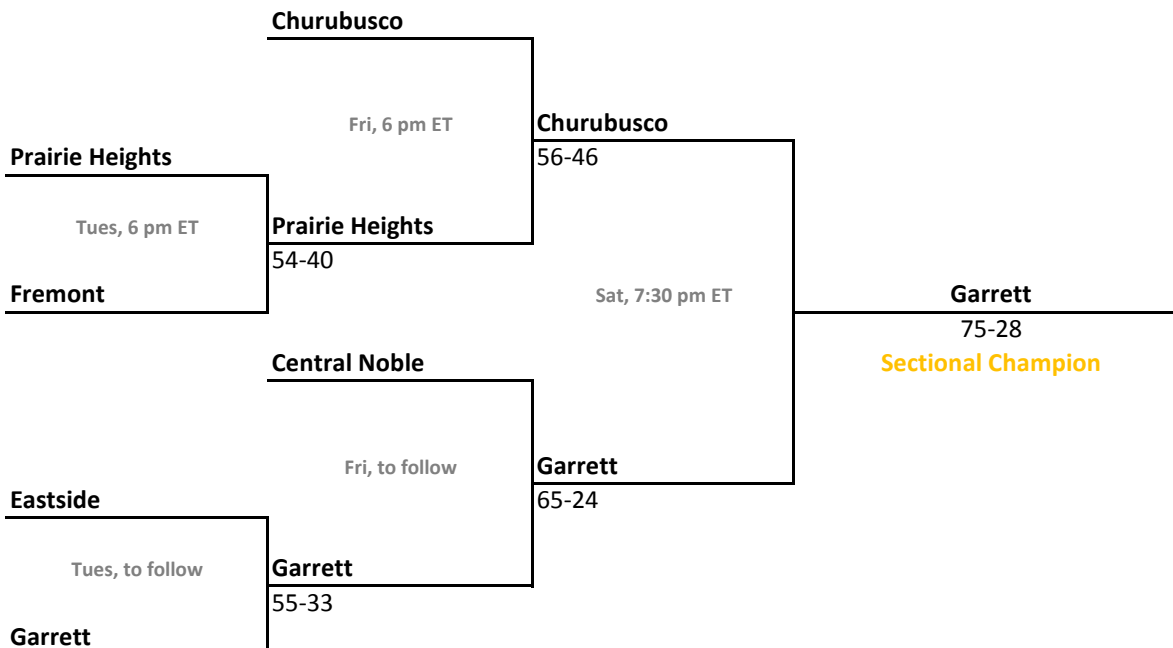 Churubusco
Fri, 6 pm ET
Churubusco
56-46
Prairie Heights
Tues, 6 pm ET
Prairie Heights
54-40
Fremont
Sat, 7:30 pm ET
Garrett
75-28
Sectional Champion
Central Noble
Fri, to follow
Garrett
65-24
Eastside
Tues, to follow
Garrett
55-33
Garrett